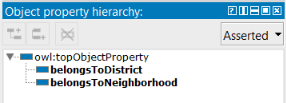 Object property hierarchy:
Asserted
owl:topObjectProperty
belongsToDistrict
belongsToNeighborhood